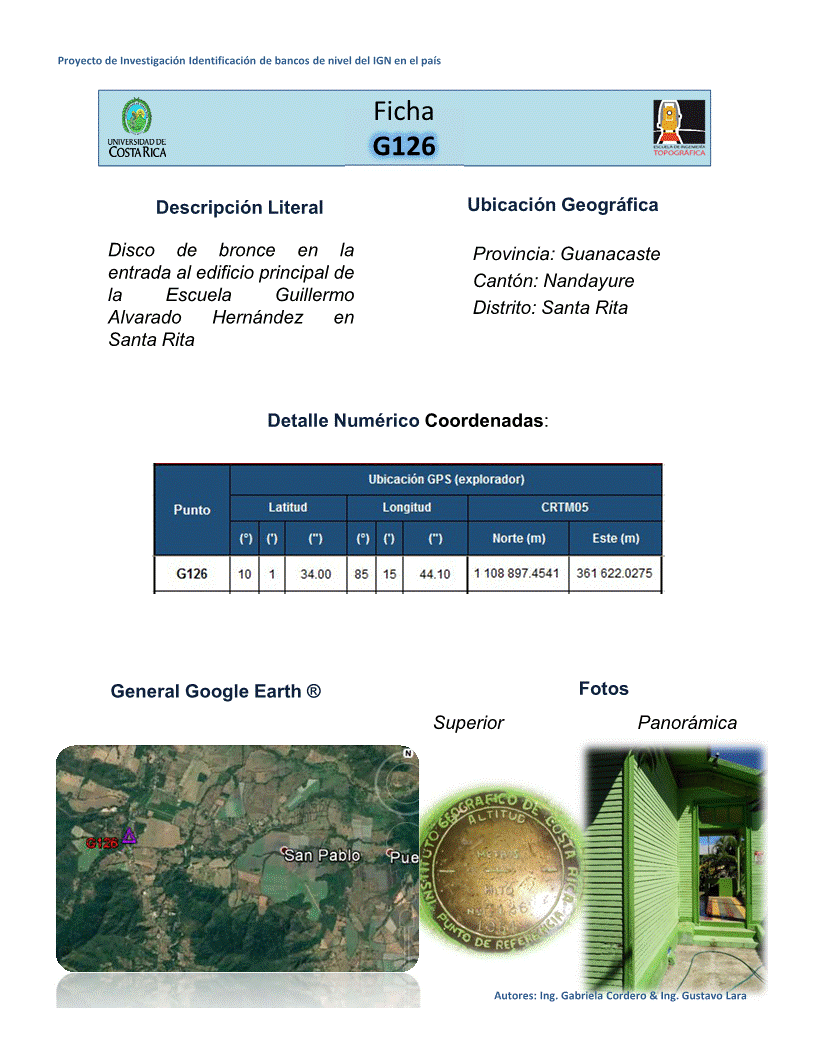 Proyecto de Investigación Identificación de bancos de nivel del IGN en el país
UNIVERSIDAD DE
COSTA RICA
Ficha
G126
ESCUELA DE INGENIERÍA
TOPOGRÁFICA
Descripción Literal
Disco de bronce en la
entrada al edificio principal de
la Escuela Guillermo
Alvarado Hernández en
Santa Rita
Ubicación Geográfica
Provincia: Guanacaste
Cantón: Nandayure
Distrito: Santa Rita
Detalle Numérico Coordenadas:
Punto
Ubicación GPS (explorador)
Latitud Longitud CRTM05
(°) (') (") (°) (') (") Norte (m) Este (m)
G126 10 1 34.00 85 15 44.10 1 108 897.4541 361 622.0275
General Google Earth ®
Fotos
Superior Panorámica
N
G126
San Pablo
Pue
INSTITUTO GEOGRAFICO DE COSTA RICA
ALTITUD
METROS
HITO
PUNTO DE REFERENCIA
Autores: Ing. Gabriela Cordero & Ing. Gustavo Lara